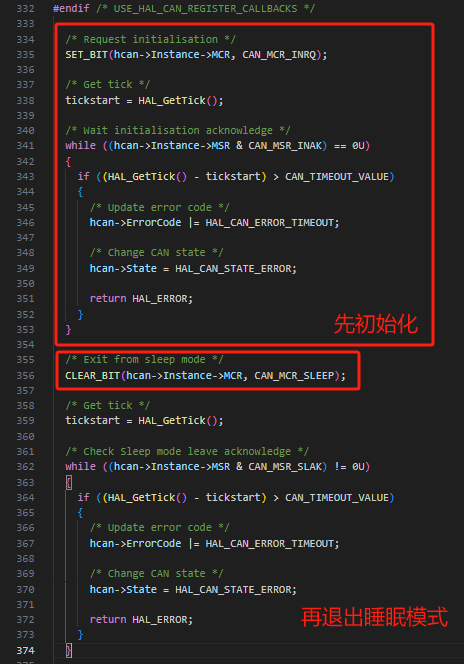 332 #endif /* USE_HAL_CAN_REGISTER_CALLBACKS */
333
334 /* Request initialisation */
335 SET_BIT(hcan->Instance->MCR, CAN_MCR_INRQ);
336
337 /* Get tick */
338 tickstart = HAL_GetTick();
339
340 /* Wait initialisation acknowledge */
341 while ((hcan->Instance->MSR & CAN_MSR_INAK) == 0U)
342 {
343 if ((HAL_GetTick() - tickstart) > CAN_TIMEOUT_VALUE)
344 {
345 /* Update error code */
346 hcan->ErrorCode |= HAL_CAN_ERROR_TIMEOUT;
347
348 /* Change CAN state */
349 hcan->State = HAL_CAN_STATE_ERROR;
350
351 return HAL_ERROR;
352 }
353 }
先初始化
354
355 /* Exit from sleep mode */
356 CLEAR_BIT(hcan->Instance->MCR, CAN_MCR_SLEEP);
357
358 /* Get tick */
359 tickstart = HAL_GetTick();
360
361 /* Check Sleep mode leave acknowledge */
362 while ((hcan->Instance->MSR & CAN_MSR_SLAK) != 0U)
363 {
364 if ((HAL_GetTick() - tickstart) > CAN_TIMEOUT_VALUE)
365 {
366 /* Update error code */
367 hcan->ErrorCode |= HAL_CAN_ERROR_TIMEOUT;
368
369 /* Change CAN state */
370 hcan->State = HAL_CAN_STATE_ERROR;
371
372 return HAL_ERROR;
再退出睡眠模式
373 }
374 }